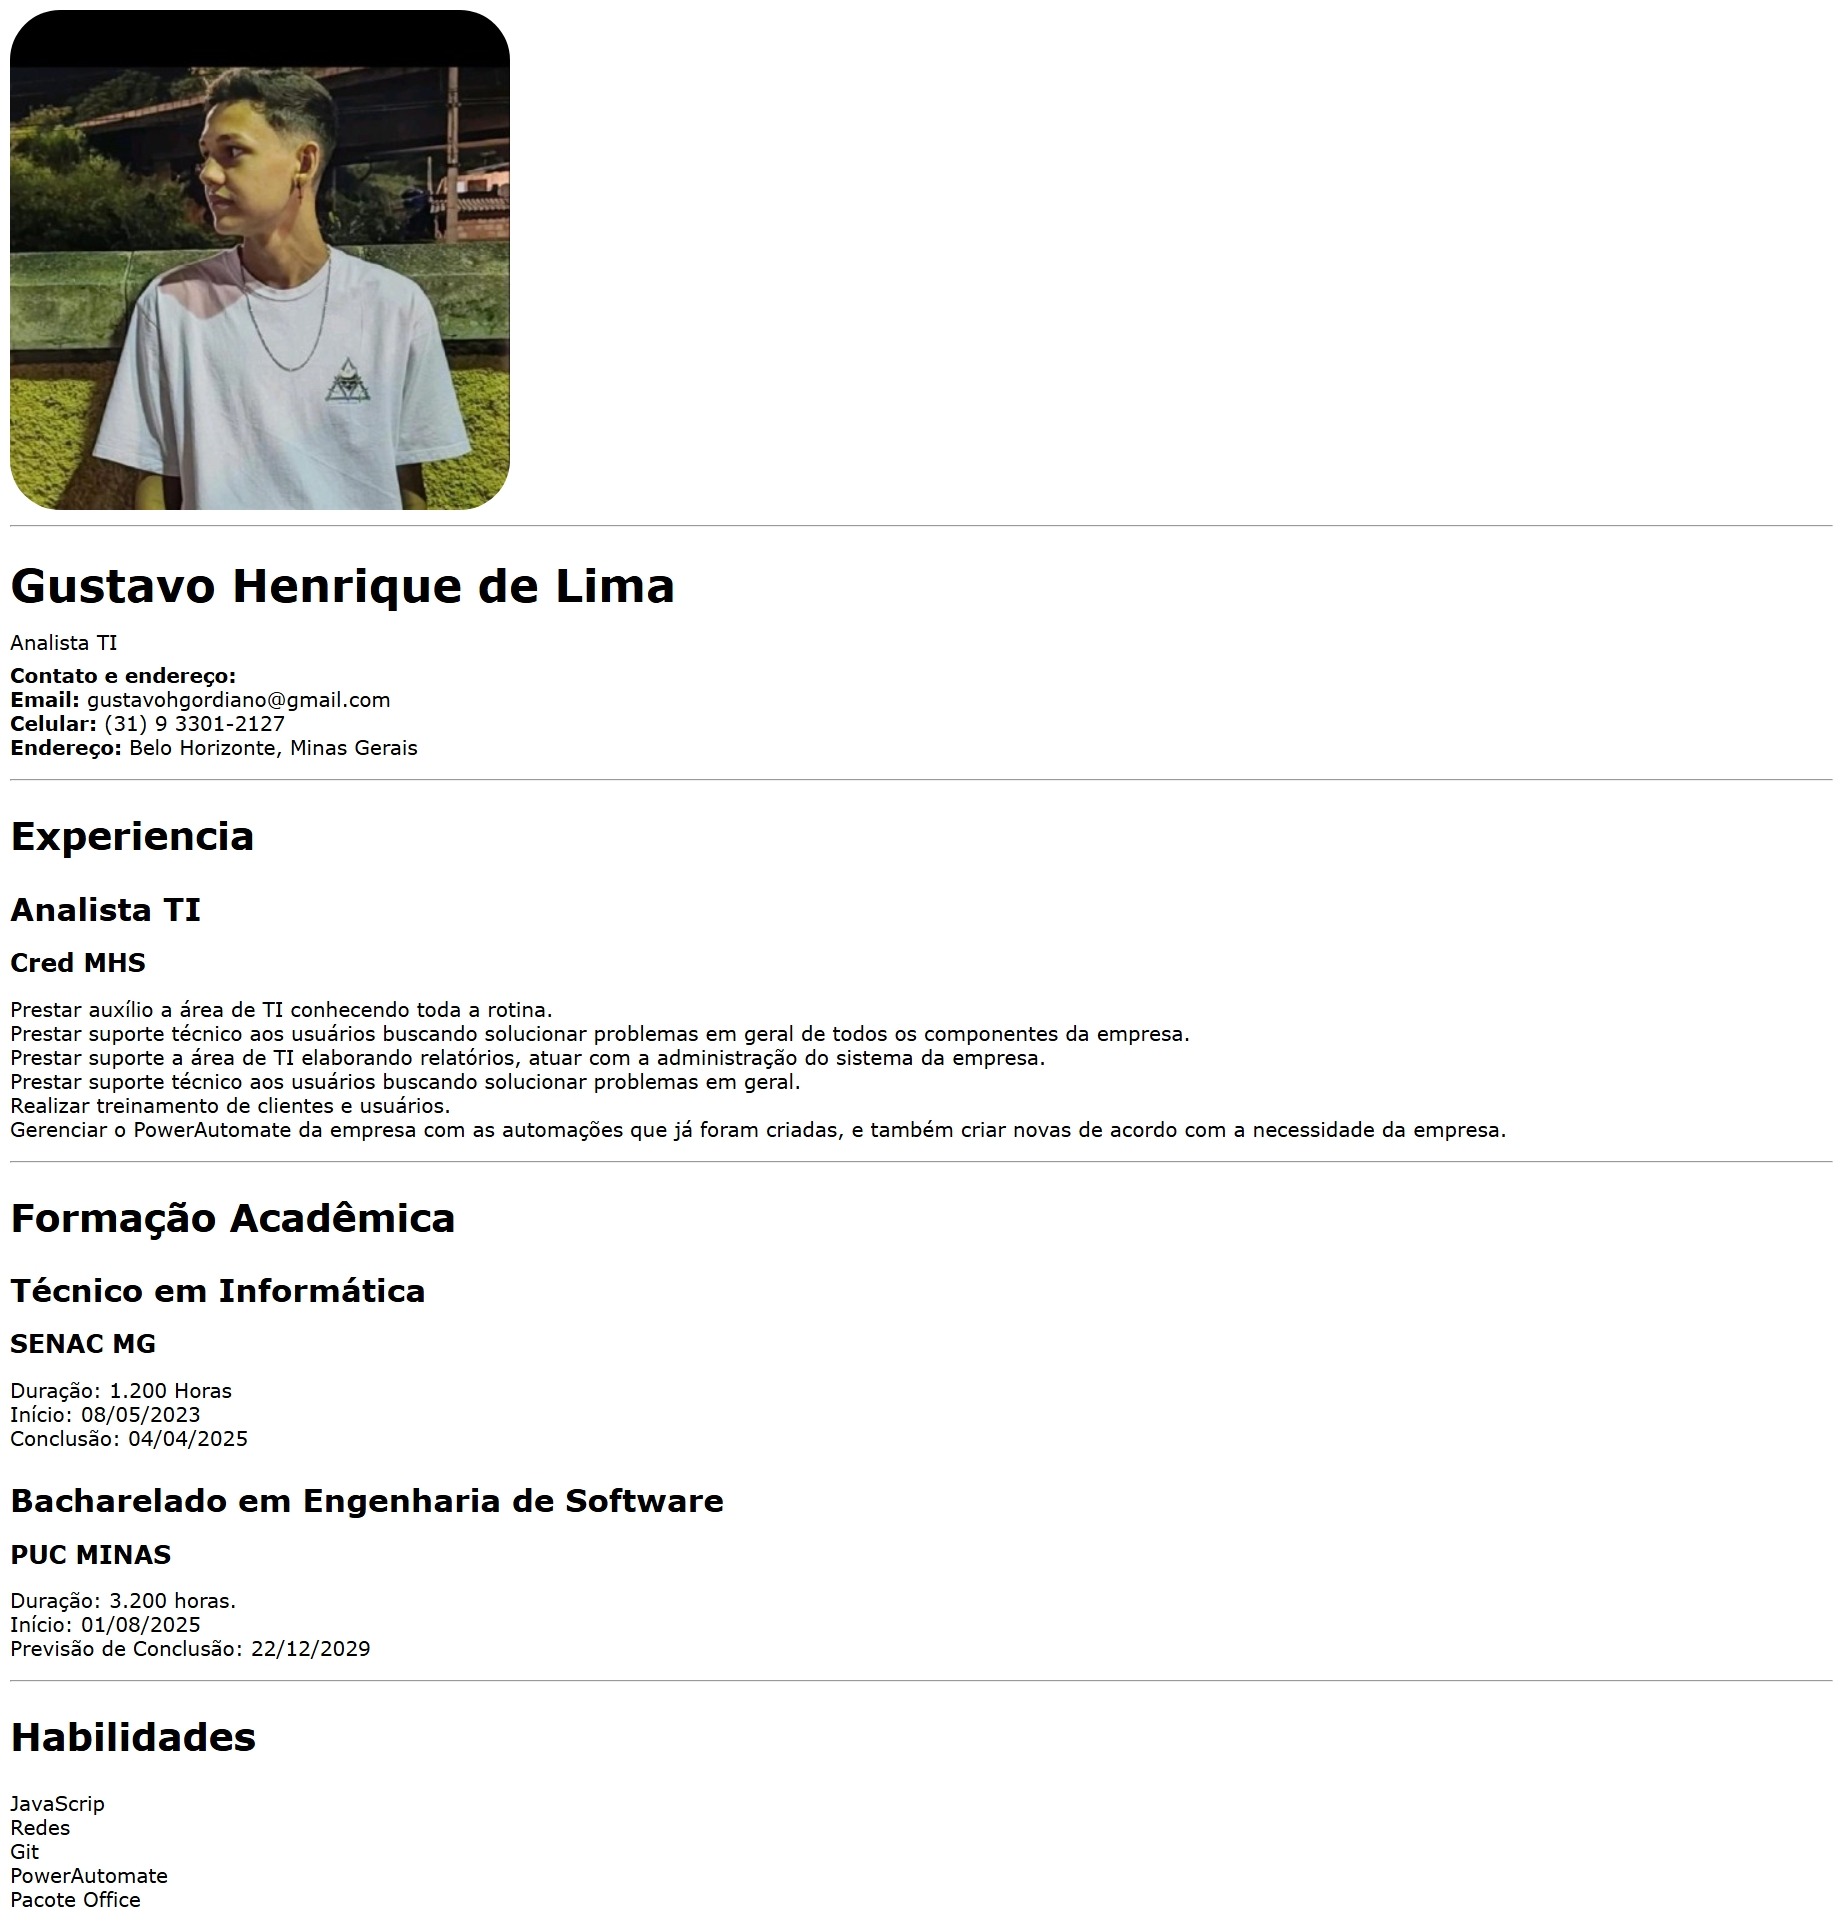 Gustavo Henrique de Lima
Analista TI
Contato e endereço:
Email: gustavohgordiano@gmail.com
Celular: (31) 9 3301-2127
Endereço: Belo Horizonte, Minas Gerais
Experiencia
Analista TI
Cred MHS
Prestar auxílio a área de TI conhecendo toda a rotina.
Prestar suporte técnico aos usuários buscando solucionar problemas em geral de todos os componentes da empresa.
Prestar suporte a área de TI elaborando relatórios, atuar com a administração do sistema da empresa.
Prestar suporte técnico aos usuários buscando solucionar problemas em geral.
Realizar treinamento de clientes e usuários.
Gerenciar o PowerAutomate da empresa com as automações que já foram criadas, e também criar novas de acordo com a necessidade da empresa.
Formação Acadêmica
Técnico em Informática
SENAC MG
Duração: 1.200 Horas
Início: 08/05/2023
Conclusão: 04/04/2025
Bacharelado em Engenharia de Software
PUC MINAS
Duração: 3.200 horas.
Início: 01/08/2025
Previsão de Conclusão: 22/12/2029
Habilidades
JavaScrip
Redes
Git
PowerAutomate
Pacote Office